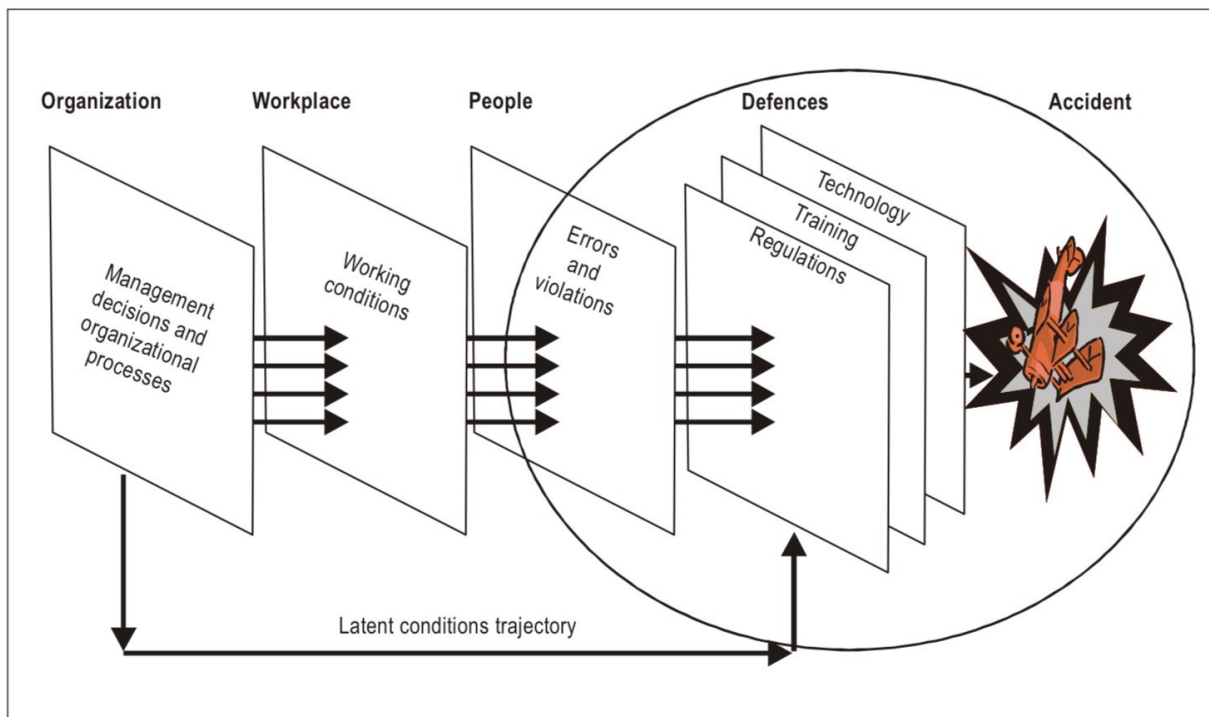 Organization
Workplace
People
Defences
Accident
Management
decisions and
organizational
processes
Working
conditions
Errors
and
violations
Technology
Training
Regulations
Latent conditions trajectory